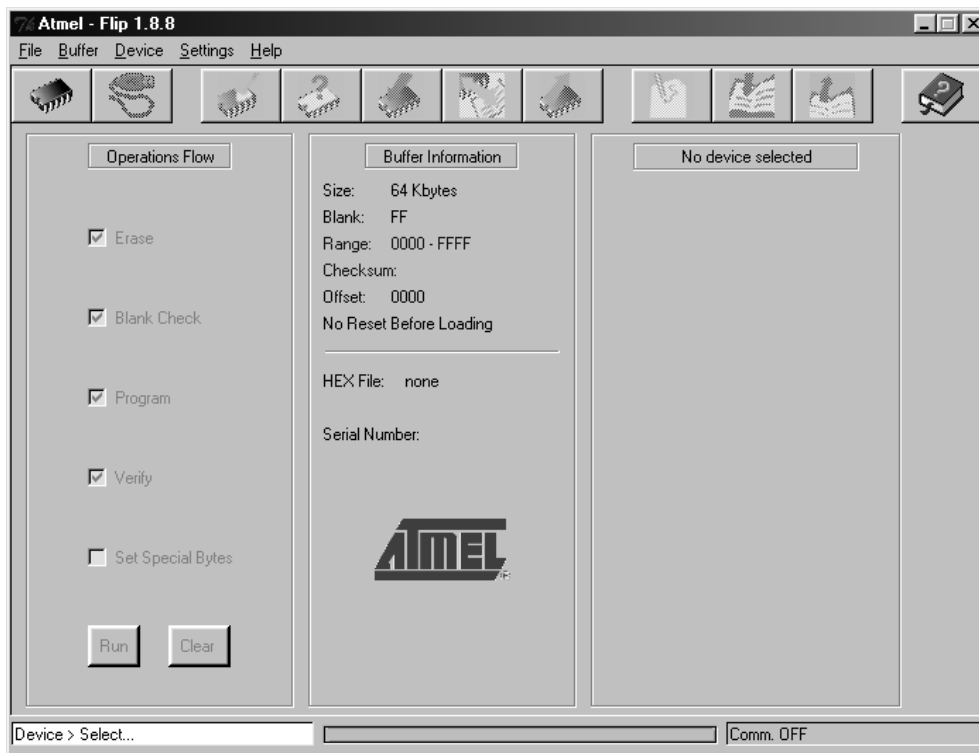 Atmel - Flip 1.8.8
File Buffer Device Settings Help
Operations Flow
Erase
Blank Check
Program
Verify
Set Special Bytes
Run Clear
Buffer Information
Size: 64 Kbytes
Blank: FF
Range: 0000 - FFFF
Checksum:
Offset: 0000
No Reset Before Loading
HEX File: none
Serial Number:
ATMEL
No device selected
Device > Select...
Comm. OFF